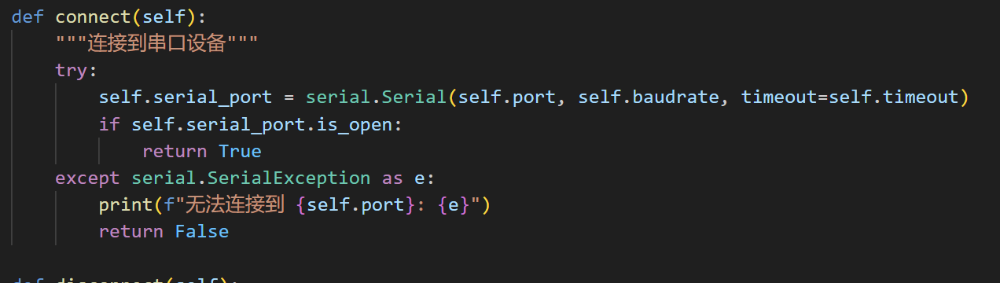 def connect(self):
"""连接到串口设备"""
try:
self.serial_port = serial.Serial(self.port, self.baudrate, timeout=self.timeout)
if self.serial_port.is_open:
return True
except serial.SerialException as e:
print(f"无法连接到 {self.port}: {e}")
return False
def disconnect(self):